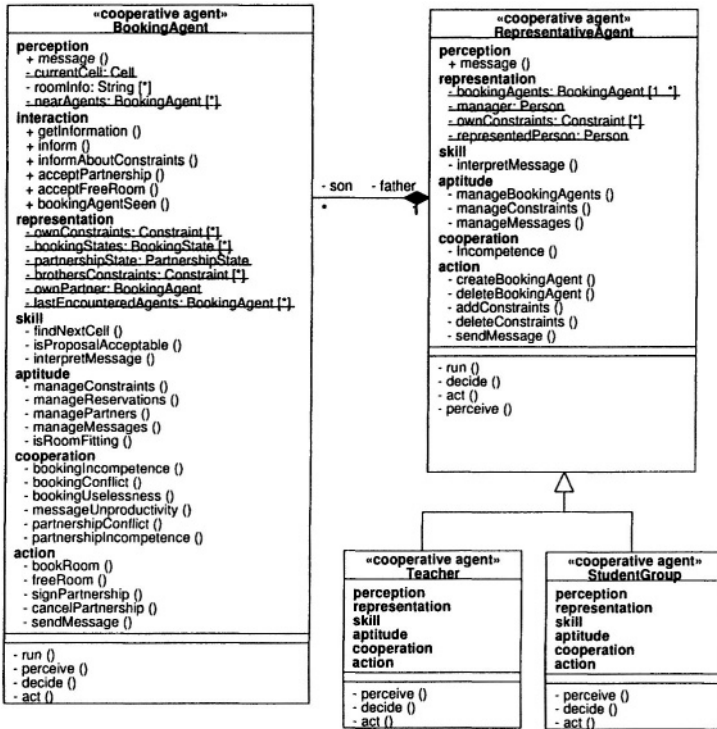 «cooperative agent»
BookingAgent
perception
+ message ()
- currentCell: Cell
- roomInfo: String [*]
- nearAgents: BookingAgent [*]
interaction
+ getInformation ()
+ inform ()
+ informAboutConstraints ()
+ acceptPartnership ()
+ acceptFreeRoom ()
+ bookingAgentSeen ()
representation
- ownConstraints: Constraint [*]
- bookingStates: BookingState [*]
- partnershipState: PartnershipState
- brothersConstraints: Constraint [*]
- ownPartner: BookingAgent
- lastEncounteredAgents: BookingAgent [*]
skill
- findNextCell ()
- isProposalAcceptable ()
- interpretMessage ()
aptitude
- manageConstraints ()
- manageReservations ()
- managePartners ()
- manageMessages ()
- isRoomFitting ()
cooperation
- bookingIncompetence ()
- bookingConflict ()
- bookingUselessness ()
- messageUnproductivity ()
- partnershipConflict ()
- partnershipIncompetence ()
action
- bookRoom ()
- freeRoom ()
- signPartnership ()
- cancelPartnership ()
- sendMessage ()
- run ()
- perceive ()
- decide ()
- act ()
- son - father
* 1
«cooperative agent»
RepresentativeAgent
perception
+ message ()
representation
- bookingAgents: BookingAgent [1..*]
- manager: Person
- ownConstraints: Constraint [*]
- representedPerson: Person
skill
- interpretMessage ()
aptitude
- manageBookingAgents ()
- manageConstraints ()
- manageMessages ()
cooperation
- Incompetence ()
action
- createBookingAgent ()
- deleteBookingAgent ()
- addConstraints ()
- deleteConstraints ()
- sendMessage ()
- run ()
- decide ()
- act ()
- perceive ()
«cooperative agent»
Teacher
perception
representation
skill
aptitude
cooperation
action
- perceive ()
- decide ()
- act ()
«cooperative agent»
StudentGroup
perception
representation
skill
aptitude
cooperation
action
- perceive ()
- decide ()
- act ()